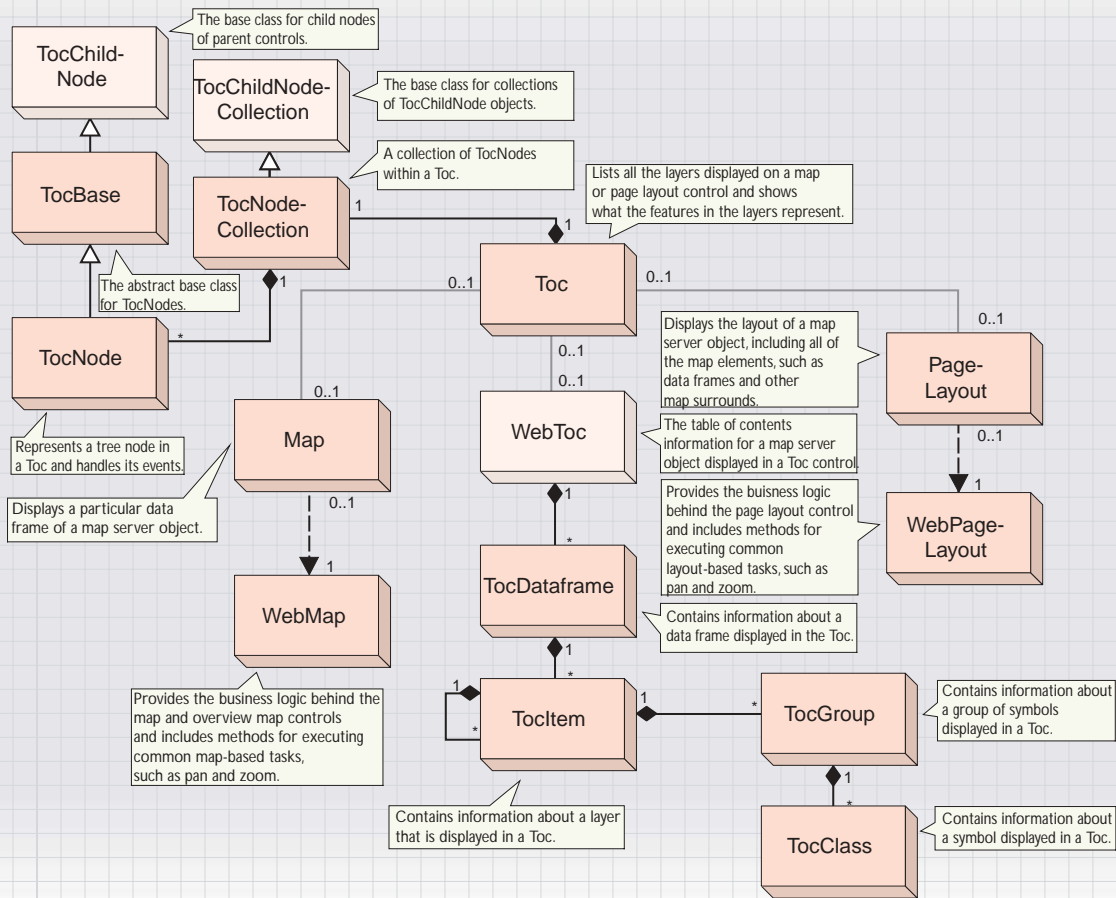 The base class for child nodes
of parent controls.
TocChild-
Node
TocChildNode-
Collection
The base class for collections
of TocChildNode objects.
A collection of TocNodes
within a Toc.
Lists all the layers displayed on a map
or page layout control and shows
what the features in the layers represent.
TocBase
TocNode-
Collection
1
1
1
The abstract base class
for TocNodes.
0..1
Toc
0..1
TocNode
*
0..1
0..1
0..1
0..1
Displays the layout of a map
server object, including all of
the map elements, such as
data frames and other
map surrounds.
Page-
Layout
0..1
Map
WebToc
The table of contents
information for a map server
object displayed in a Toc control.
Represents a tree node in
a Toc and handles its events.
Displays a particular data
frame of a map server object.
0..1
1
1
Provides the buisness logic
behind the page layout control
and includes methods for
executing common
layout-based tasks, such as
pan and zoom.
WebPage-
Layout
*
1
TocDataframe
WebMap
Contains information about a
data frame displayed in the Toc.
1
*
Provides the business logic behind the
map and overview map controls
and includes methods for executing
common map-based tasks,
such as pan and zoom.
1
*
TocItem
1
*
TocGroup
Contains information about
a group of symbols
displayed in a Toc.
1
*
Contains information about a layer
that is displayed in a Toc.
TocClass
Contains information about
a symbol displayed in a Toc.